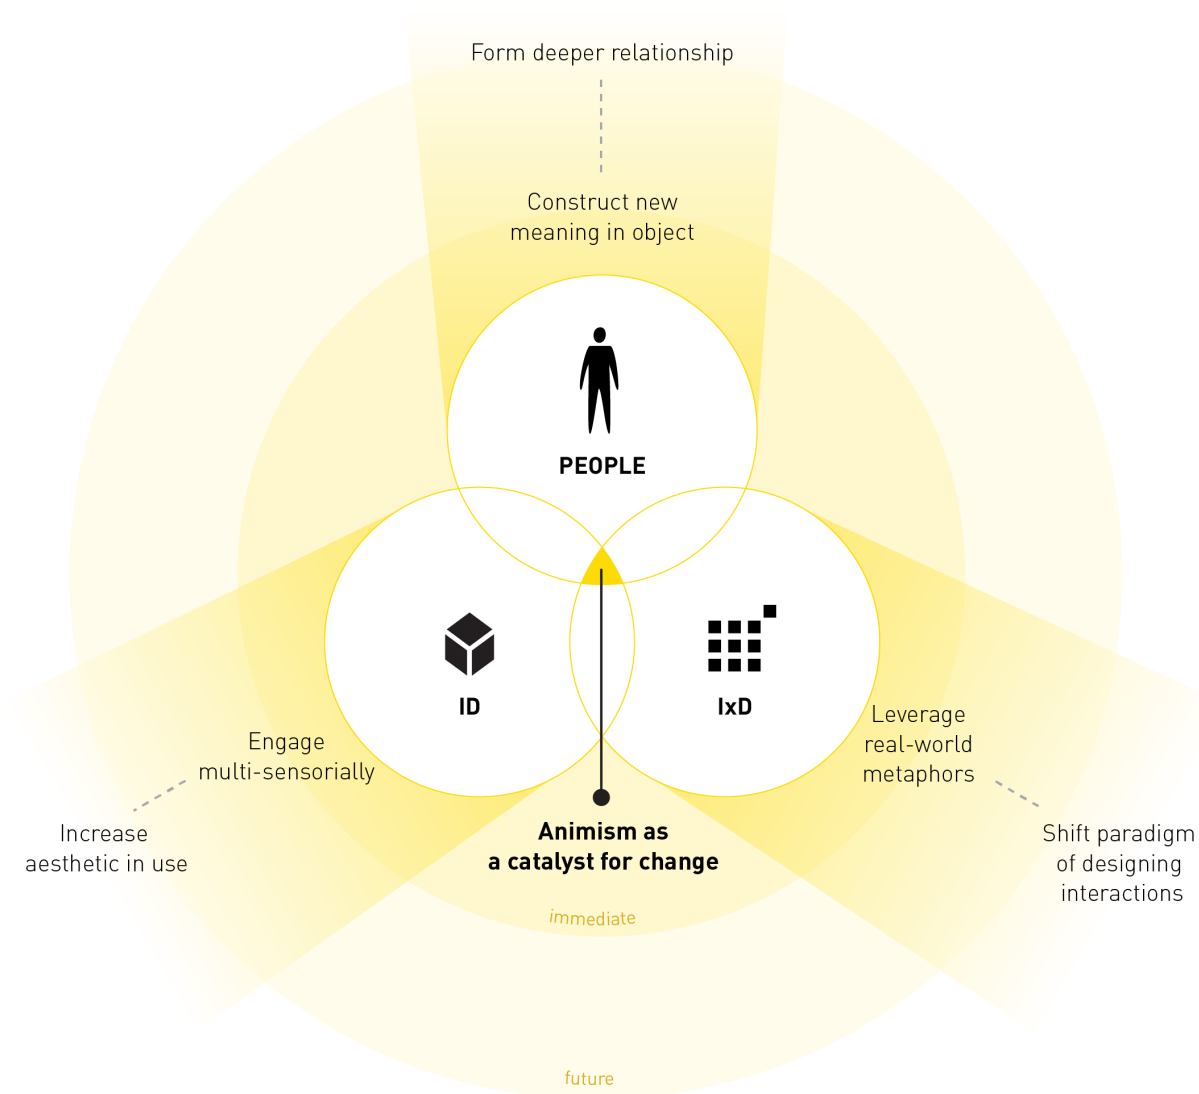 Form deeper relationship
Construct new
meaning in object
PEOPLE
ID
IxD
Engage
multi-sensorially
Increase
aesthetic in use
Leverage
real-world
metaphors
Shift paradigm
of designing
interactions
Animism as
a catalyst for change
immediate
future